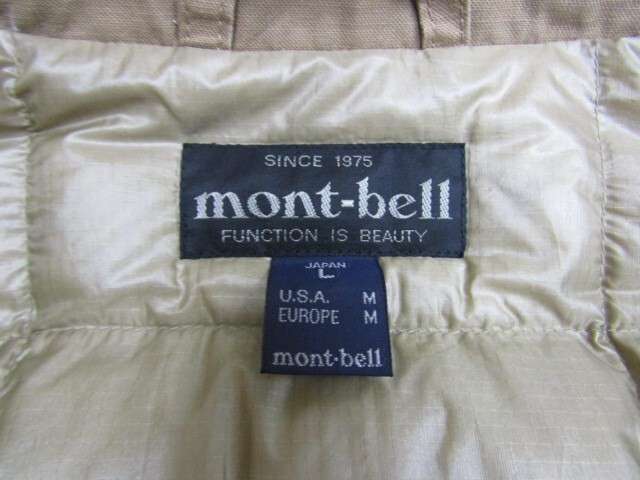 SINCE 1975
mont-bell
FUNCTION IS BEAUTY
JAPAN
L
U.S.A. M
EUROPE M
mont-bell